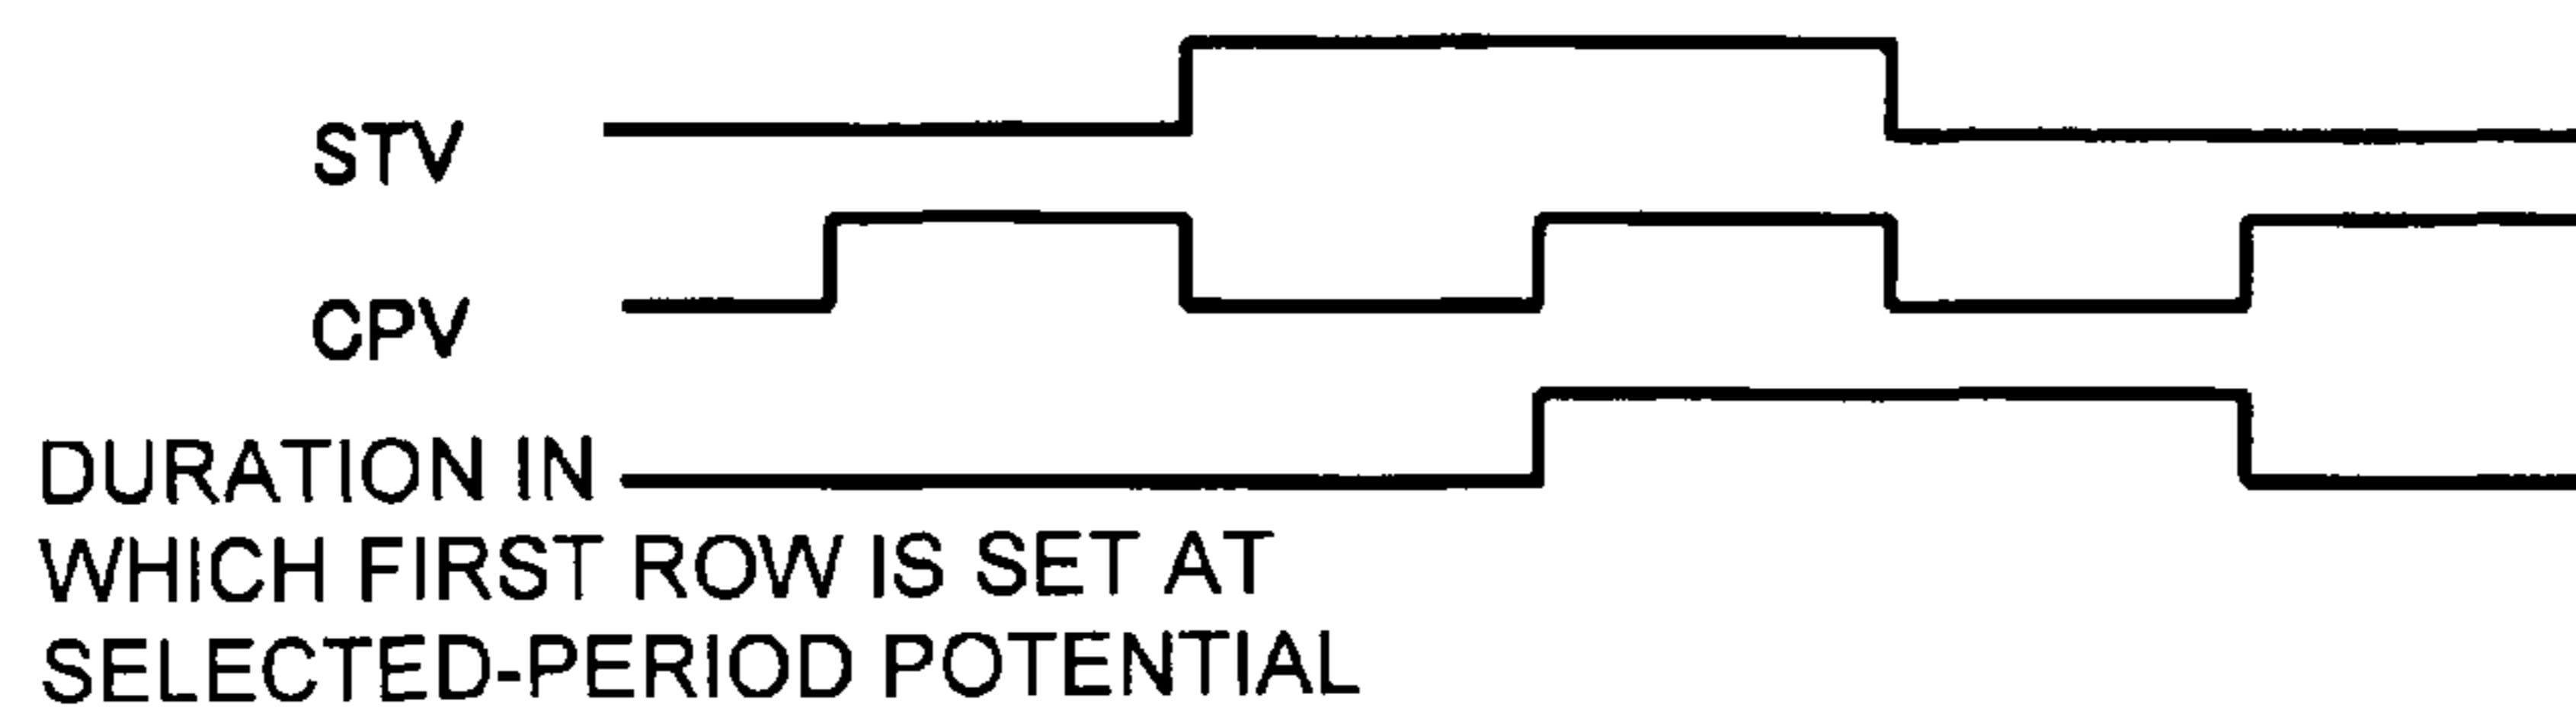 STV
CPV
DURATION IN
WHICH FIRST ROW IS SET AT
SELECTED-PERIOD POTENTIAL